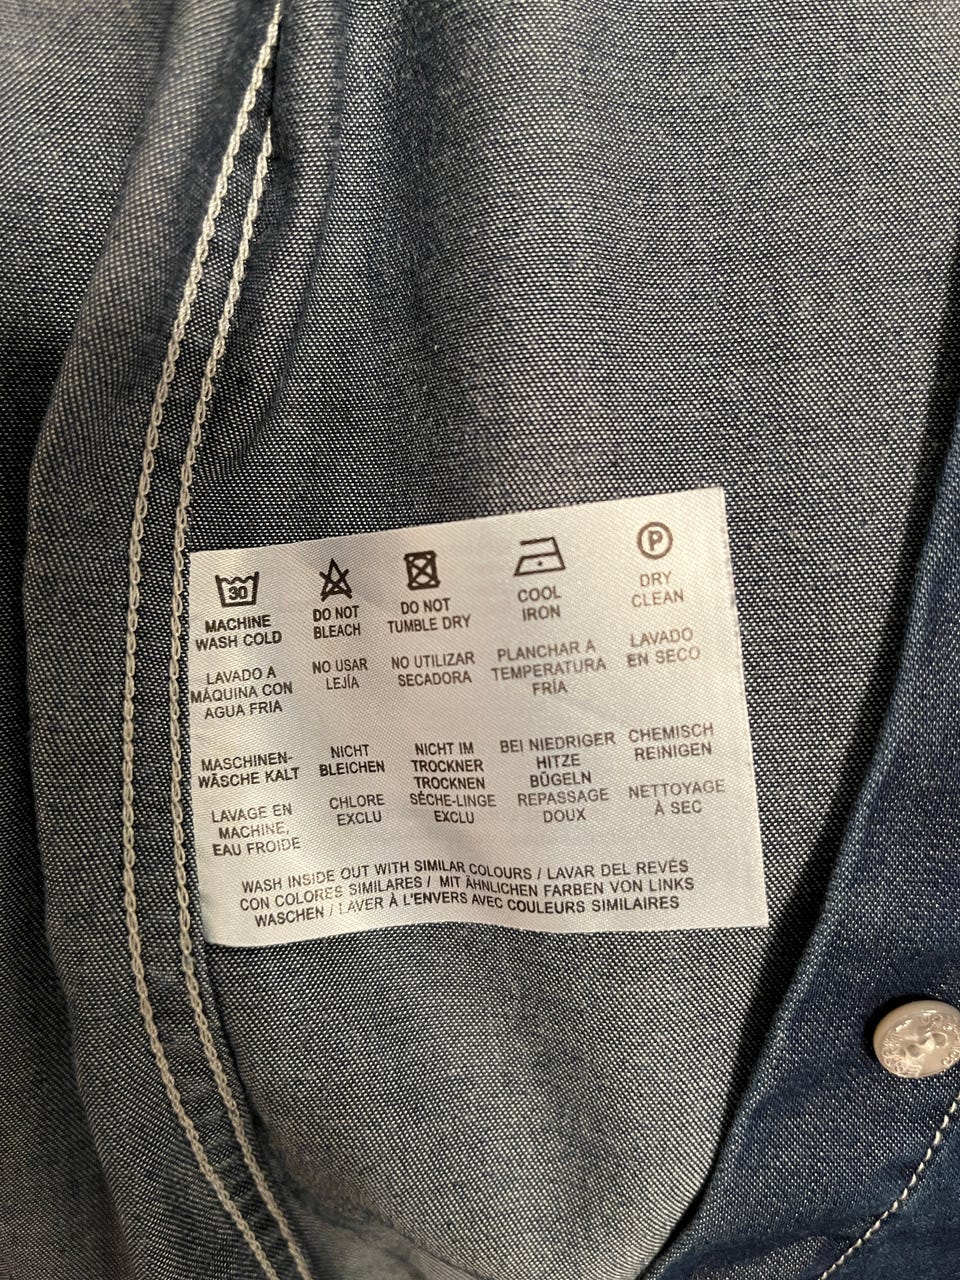 30
P
MACHINE
WASH COLD
DO NOT
BLEACH
DO NOT
TUMBLE DRY
COOL
IRON
DRY
CLEAN
LAVADO A
MÁQUINA CON
AGUA FRIA
NO USAR
LEJÍA
NO UTILIZAR
SECADORA
PLANCHAR A
TEMPERATURA
FRÍA
LAVADO
EN SECO
MASCHINEN-
WÄSCHE KALT
NICHT
BLEICHEN
NICHT IM
TROCKNER
TROCKNEN
BEI NIEDRIGER
HITZE
BÜGELN
CHEMISCH
REINIGEN
LAVAGE EN
MACHINE,
EAU FROIDE
CHLORE
EXCLU
SÈCHE-LINGE
EXCLU
REPASSAGE
DOUX
NETTOYAGE
À SEC
WASH INSIDE OUT WITH SIMILAR COLOURS / LAVAR DEL REVÉS
CON COLORES SIMILARES / MIT ÄHNLICHEN FARBEN VON LINKS
WASCHEN / LAVER À L'ENVERS AVEC COULEURS SIMILAIRES